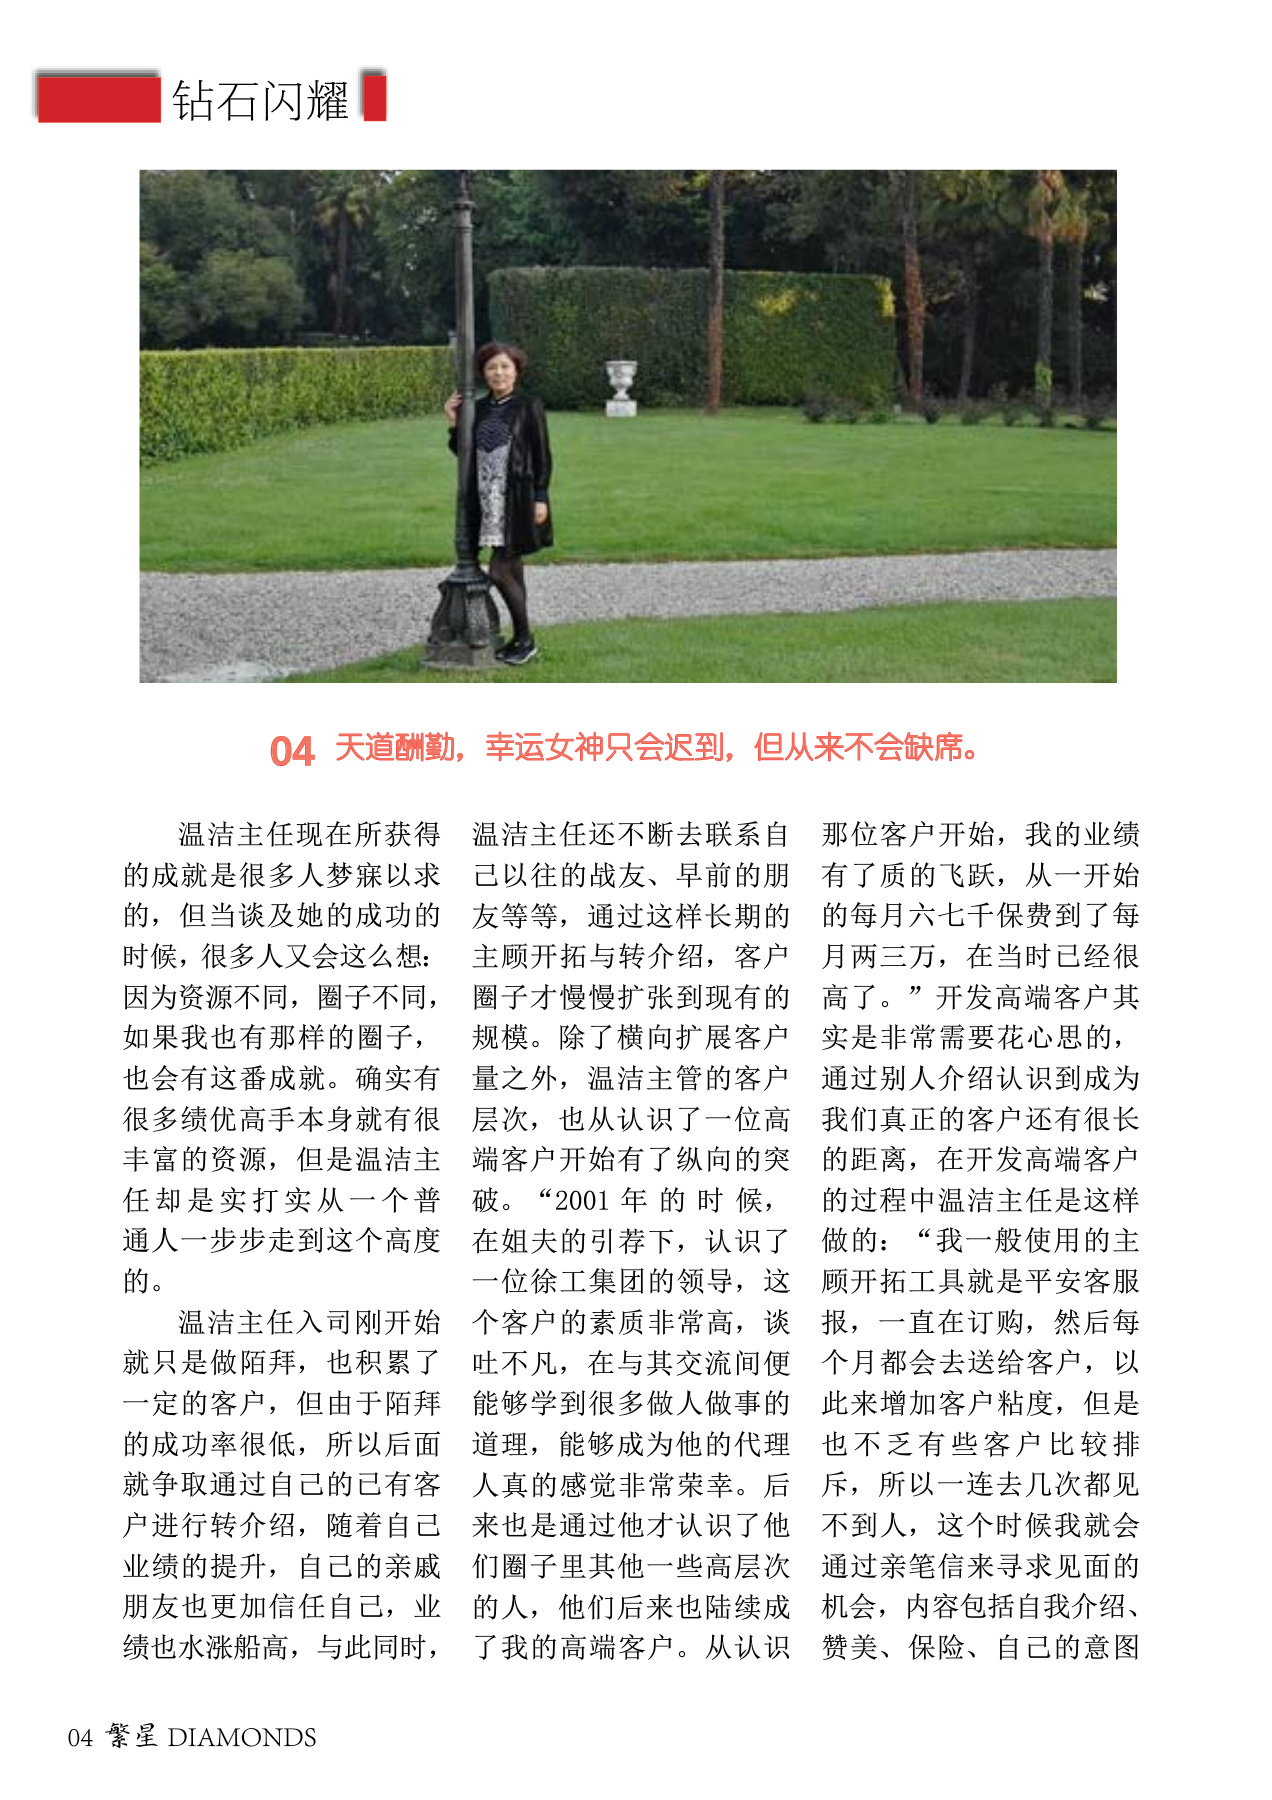 钻石闪耀
04 天道酬勤，幸运女神只会迟到，但从来不会缺席。
温洁主任现在所获得
的成就是很多人梦寐以求
的，但当谈及她的成功的
时候，很多人又会这么想：
因为资源不同，圈子不同，
如果我也有那样的圈子，
也会有这番成就。确实有
很多绩优高手本身就有很
丰富的资源，但是温洁主
任却是实打实从一个普
通人一步步走到这个高度
的。
温洁主任入司刚开始
就只是做陌拜，也积累了
一定的客户，但由于陌拜
的成功率很低，所以后面
就争取通过自己的已有客
户进行转介绍，随着自己
业绩的提升，自己的亲戚
朋友也更加信任自己，业
绩也水涨船高，与此同时，
温洁主任还不断去联系自
己以往的战友、早前的朋
友等等，通过这样长期的
主顾开拓与转介绍，客户
圈子才慢慢扩张到现有的
规模。除了横向扩展客户
量之外，温洁主管的客户
层次，也从认识了一位高
端客户开始有了纵向的突
破。“2001 年的时候，
在姐夫的引荐下，认识了
一位徐工集团的领导，这
个客户的素质非常高，谈
吐不凡，在与其交流间便
能够学到很多做人做事的
道理，能够成为他的代理
人真的感觉非常荣幸。后
来也是通过他才认识了他
们圈子里其他一些高层次
的人，他们后来也陆续成
了我的高端客户。从认识
那位客户开始，我的业绩
有了质的飞跃，从一开始
的每月六七千保费到了每
月两三万，在当时已经很
高了。”开发高端客户其
实是非常需要花心思的，
通过别人介绍认识到成为
我们真正的客户还有很长
的距离，在开发高端客户
的过程中温洁主任是这样
做的：“我一般使用的主
顾开拓工具就是平安客服
报，一直在订购，然后每
个月都会去送给客户，以
此来增加客户粘度，但是
也不乏有些客户比较排
斥，所以一连去几次都见
不到人，这个时候我就会
通过亲笔信来寻求见面的
机会，内容包括自我介绍、
赞美、保险、自己的意图
04 繁星 DIAMONDS